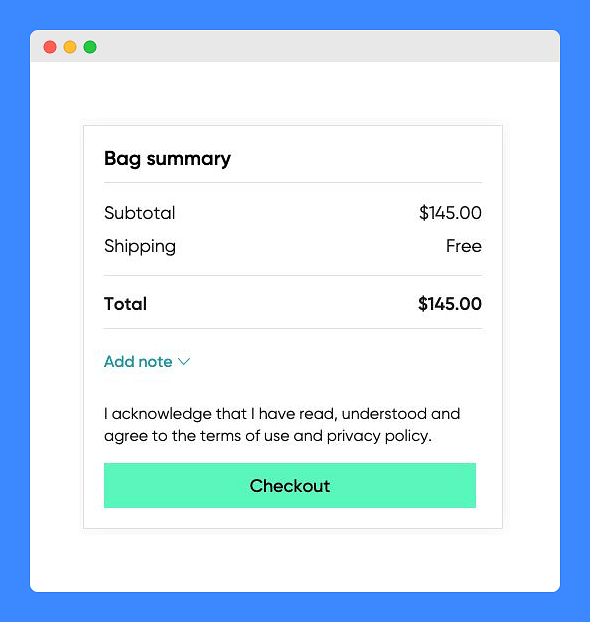 Bag summary
Subtotal $145.00
Shipping Free
Total $145.00
Add note
I acknowledge that I have read, understood and
agree to the terms of use and privacy policy.
Checkout